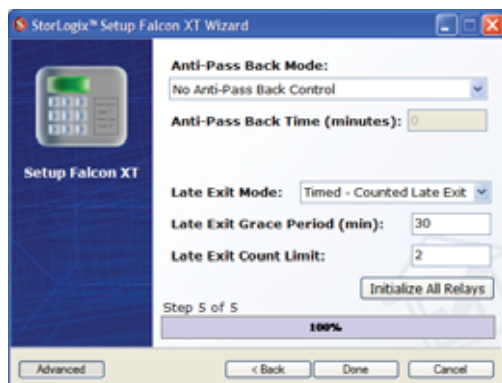 StorLogix™ Setup Falcon XT Wizard
Anti-Pass Back Mode:
No Anti-Pass Back Control
Anti-Pass Back Time (minutes): 0
Setup Falcon XT
Late Exit Mode: Timed - Counted Late Exit
Late Exit Grace Period (min): 30
Late Exit Count Limit: 2
Initialize All Relays
Step 5 of 5
100%
Advanced < Back Done Cancel